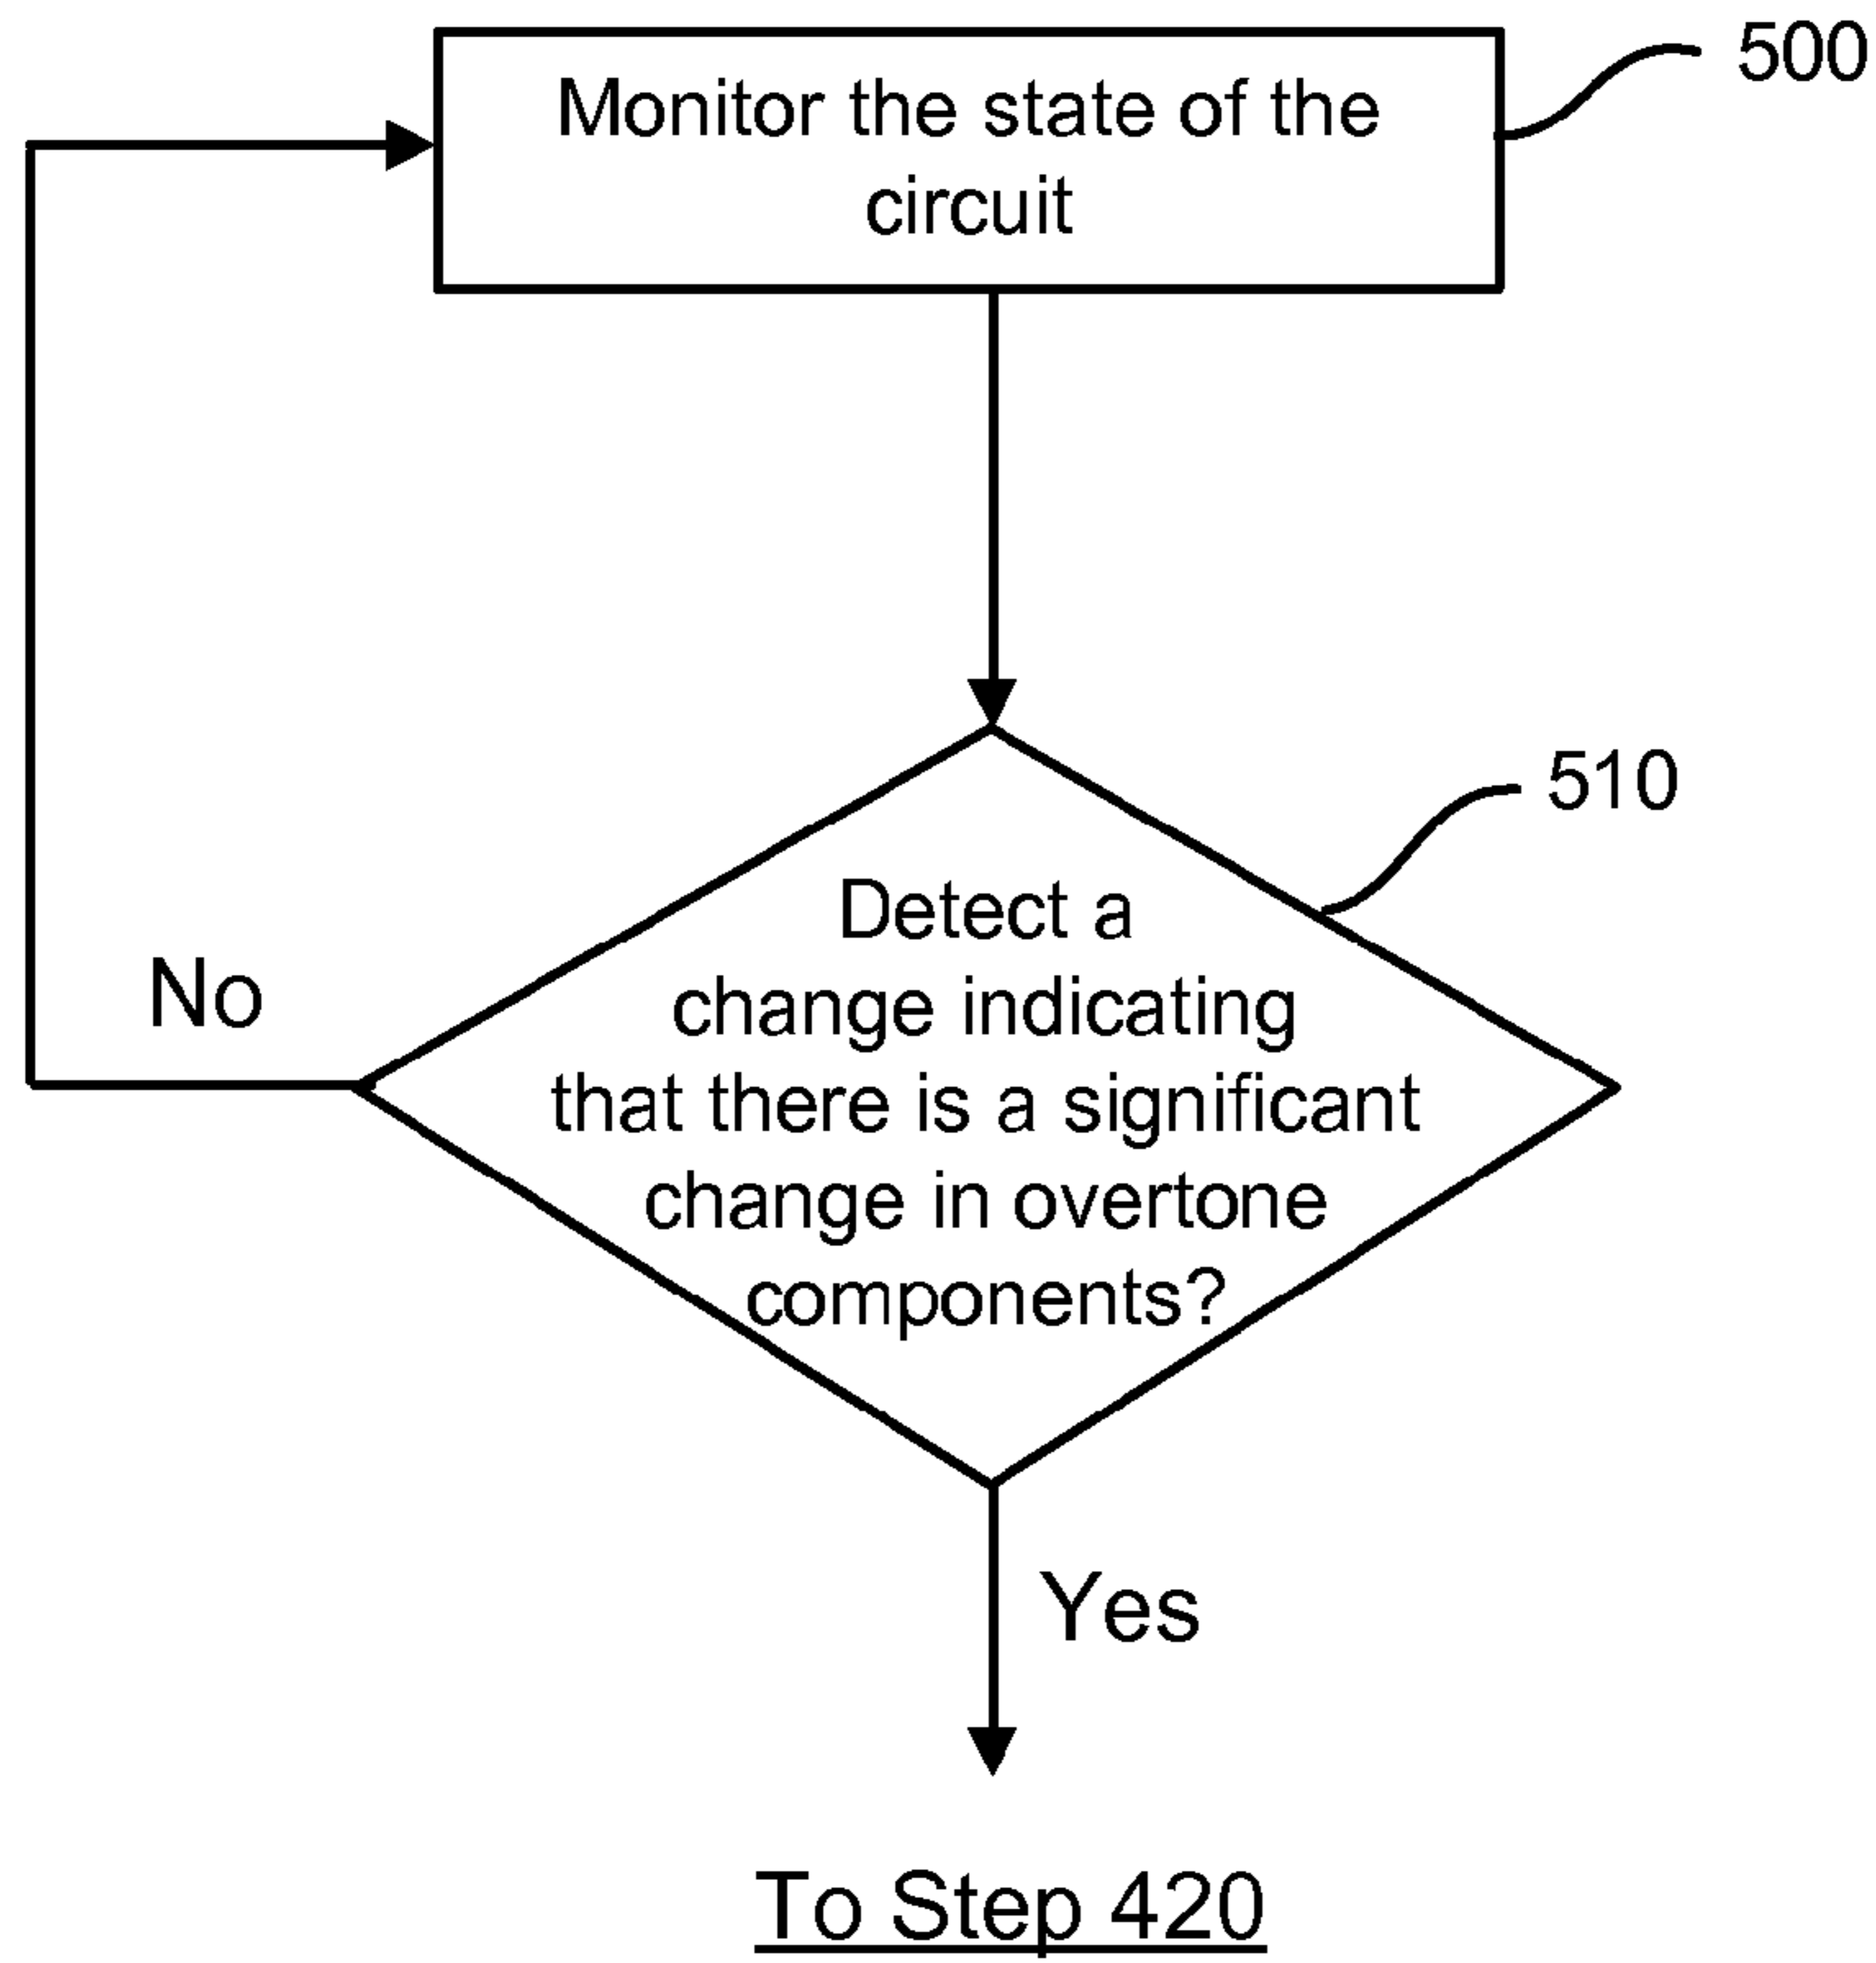 500
Monitor the state of the
circuit
510
Detect a
change indicating
that there is a significant
change in overtone
components?
No
Yes
To Step 420